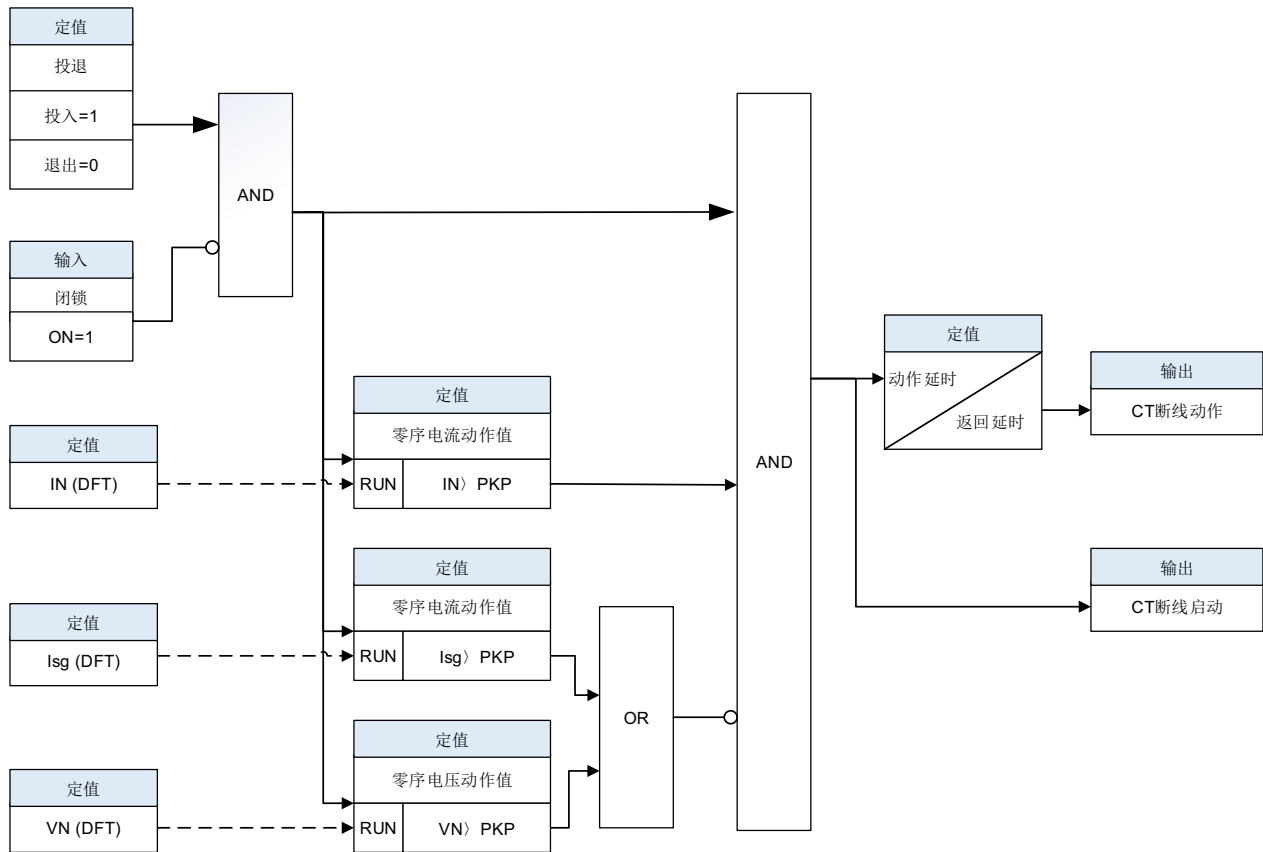 定值
投退
投入=1
退出=0
AND
输入
闭锁
ON=1
定值
IN (DFT)
定值
零序电流动作值
RUN
IN〉PKP
定值
Isg (DFT)
定值
零序电流动作值
RUN
Isg〉PKP
定值
VN (DFT)
定值
零序电压动作值
RUN
VN〉PKP
OR
AND
定值
动作延时
返回延时
输出
CT断线动作
输出
CT断线启动